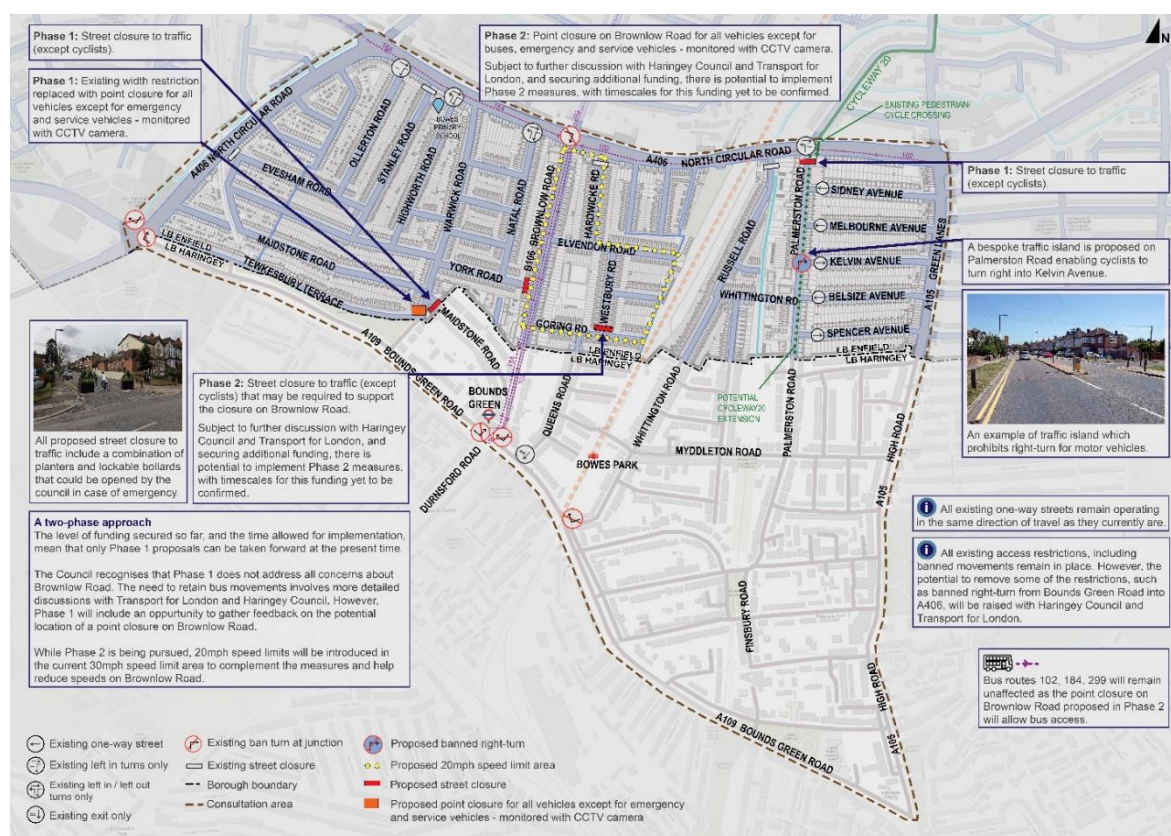 Phase 1: Street closure to traffic
(except cyclists).
Phase 1: Existing width restriction
replaced with point closure for all
vehicles except for emergency
and service vehicles - monitored
with CCTV camera.
Phase 2: Point closure on Brownlow Road for all vehicles except for
buses, emergency and service vehicles - monitored with CCTV camera.
Subject to further discussion with Haringey Council and Transport for
London, and securing additional funding, there is potential to implement
Phase 2 measures, with timescales for this funding yet to be confirmed.
N
CYCLEWAY 20
EXISTING PEDESTRIAN/
CYCLE CROSSING
A406 NORTH CIRCULAR ROAD
BOWES
PRIMARY
SCHOOL
A406 NORTH CIRCULAR ROAD
OLLERTON ROAD
STANLEY ROAD
HIGHWORTH ROAD
WARWICK ROAD
NATAL ROAD
B106 BROWNLOW ROAD
HARDWICKE RD
EVESHAM ROAD
ELVENDON ROAD
RUSSELL ROAD
PALMERSTON ROAD
SIDNEY AVENUE
MELBOURNE AVENUE
KELVIN AVENUE
BELSIZE AVENUE
SPENCER AVENUE
A105 GREEN LANES
Phase 1: Street closure to traffic
(except cyclists).
A bespoke traffic island is proposed on
Palmerston Road enabling cyclists to
turn right into Kelvin Avenue.
LB ENFIELD
LB HARINGEY
MAIDSTONE ROAD
TEWKESBURY TERRACE
YORK ROAD
WESTBURY RD
GORING RD
WHITTINGTON RD
LB ENFIELD
LB HARINGEY
LB ENFIELD
LB HARINGEY
MAIDSTONE ROAD
A109 BOUNDS GREEN ROAD
BOUNDS
GREEN
QUEENS ROAD
WHITTINGTON ROAD
POTENTIAL
CYCLEWAY20
EXTENSION
PALMERSTON ROAD
MYDDLETON ROAD
BOWES PARK
DURNSFORD ROAD
HIGH ROAD
A105
FINSBURY ROAD
HIGH ROAD
A105
A109 BOUNDS GREEN ROAD
All proposed street closure to
traffic include a combination of
planters and lockable bollards
that could be opened by the
council in case of emergency.
Phase 2: Street closure to traffic (except
cyclists) that may be required to support
the closure on Brownlow Road.
Subject to further discussion with Haringey
Council and Transport for London, and
securing additional funding, there is
potential to implement Phase 2 measures,
with timescales for this funding yet to be
confirmed.
An example of traffic island which
prohibits right-turn for motor vehicles.
A two-phase approach
The level of funding secured so far, and the time allowed for implementation,
mean that only Phase 1 proposals can be taken forward at the present time.
The Council recognises that Phase 1 does not address all concerns about
Brownlow Road. The need to retain bus movements involves more detailed
discussions with Transport for London and Haringey Council. However,
Phase 1 will include an oppurtunity to gather feedback on the potential
location of a point closure on Brownlow Road.
While Phase 2 is being pursued, 20mph speed limits will be introduced in
the current 30mph speed limit area to complement the measures and help
reduce speeds on Brownlow Road.
All existing one-way streets remain operating
in the same direction of travel as they currently are.
All existing access restrictions, including
banned movements remain in place. However, the
potential to remove some of the restrictions, such
as banned right-turn from Bounds Green Road into
A406, will be raised with Haringey Council and
Transport for London.
Bus routes 102, 184, 299 will remain
unaffected as the point closure on
Brownlow Road proposed in Phase 2
will allow bus access.
Existing one-way street
Existing left in turns only
Existing left in / left out
turns only
Existing exit only
Existing ban turn at junction
Existing street closure
Borough boundary
Consultation area
Proposed banned right-turn
Proposed 20mph speed limit area
Proposed street closure
Proposed point closure for all vehicles except for emergency
and service vehicles - monitored with CCTV camera